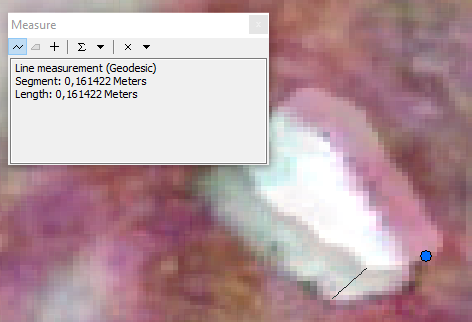 Measure
Line measurement (Geodesic)
Segment: 0,161422 Meters
Length: 0,161422 Meters